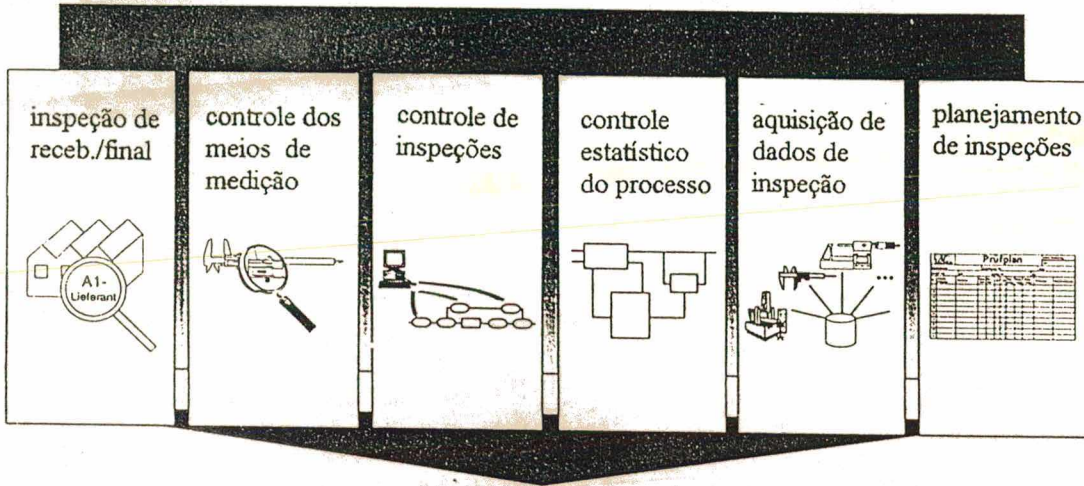 inspeção de
receb./final
A1-
Lieferant
controle dos
meios de
medição
controle de
inspeções
controle
estatístico
do processo
aquisição de
dados de
inspeção
...
planejamento
de inspeções
Prüfplan